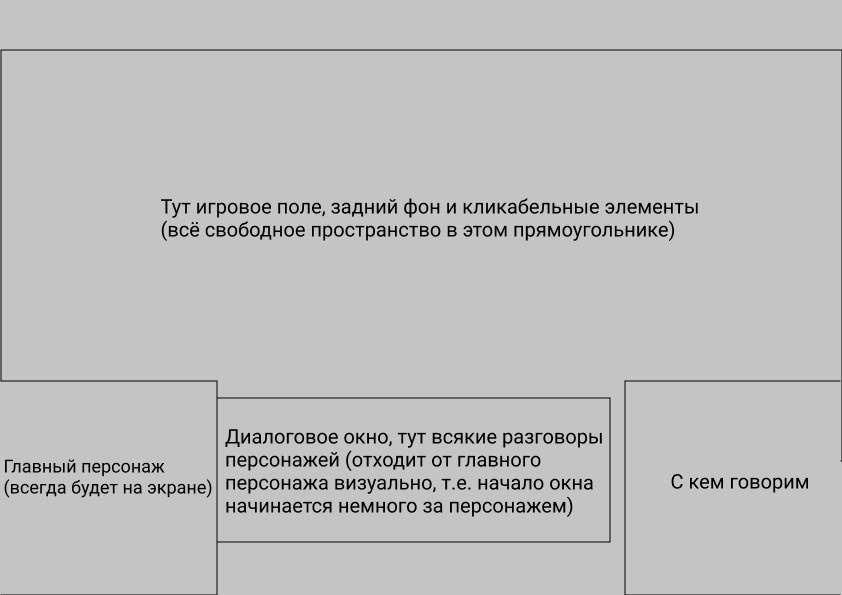 Тут игровое поле, задний фон и кликабельные элементы
(всё свободное пространство в этом прямоугольнике)
Главный персонаж
(всегда будет на экране)
Диалоговое окно, тут всякие разговоры
персонажей (отходит от главного
персонажа визуально, т.е. начало окна
начинается немного за персонажем)
С кем говорим